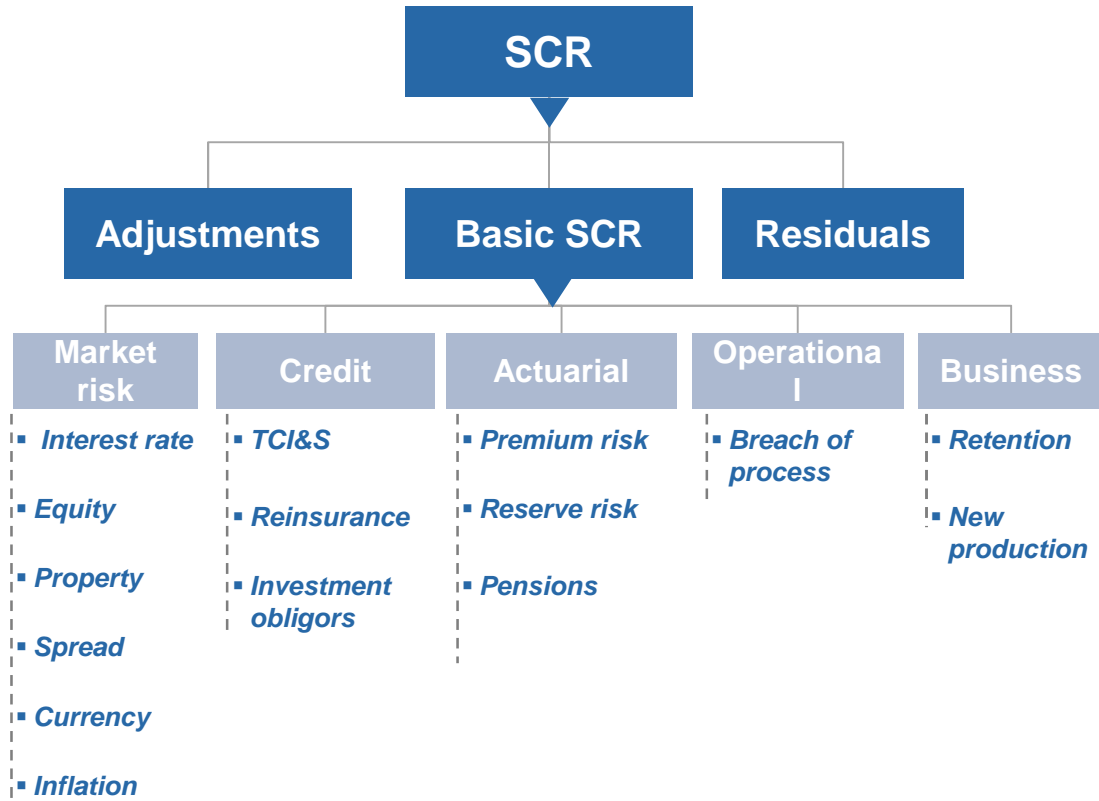 SCR
Adjustments
Basic SCR
Residuals
Market
risk
Credit
Actuarial
Operationa
l
Business
▪ Interest rate
▪ Equity
▪ Property
▪ Spread
▪ Currency
▪ Inflation
▪ TCI&S
▪ Reinsurance
▪ Investment
obligors
▪ Premium risk
▪ Reserve risk
▪ Pensions
▪ Breach of
process
▪ Retention
▪ New
production